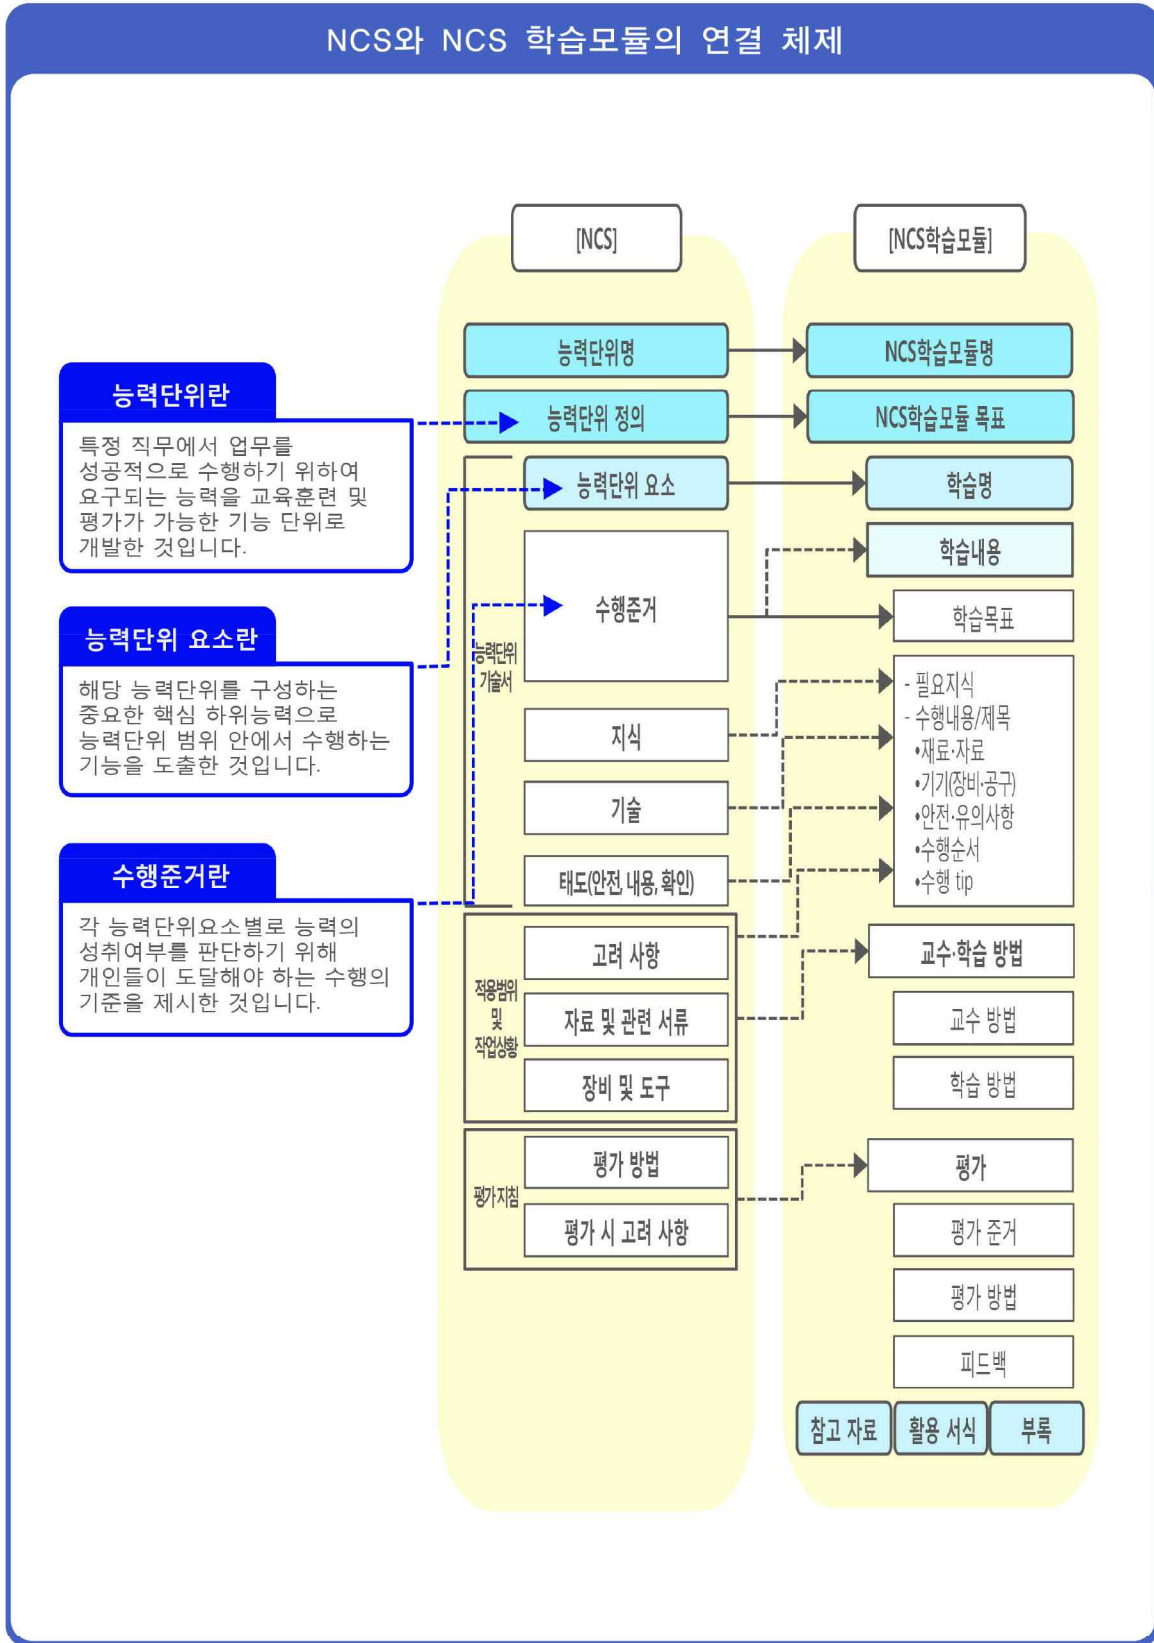 NCS와 NCS 학습모듈의 연결 체제
능력단위란
특정 직무에서 업무를
성공적으로 수행하기 위하여
요구되는 능력을 교육훈련 및
평가가 가능한 기능 단위로
개발한 것입니다.
능력단위 요소란
해당 능력단위를 구성하는
중요한 핵심 하위능력으로
능력단위 범위 안에서 수행하는
기능을 도출한 것입니다.
수행준거란
각 능력단위요소별로 능력의
성취여부를 판단하기 위해
개인들이 도달해야 하는 수행의
기준을 제시한 것입니다.
[NCS]
능력단위명
능력단위 정의
능력단위
기술서
능력단위 요소
수행준거
지식
기술
태도(안전, 내용, 확인)
적용범위
및
작업상황
고려 사항
자료 및 관련 서류
장비 및 도구
평가지침
평가 방법
평가 시 고려 사항
[NCS학습모듈]
NCS학습모듈명
NCS학습모듈 목표
학습명
학습내용
학습목표
- 필요지식
- 수행내용/제목
•재료·자료
•기기(장비·공구)
•안전·유의사항
•수행순서
•수행 tip
교수·학습 방법
교수 방법
학습 방법
평가
평가 준거
평가 방법
피드백
참고 자료
활용 서식
부록